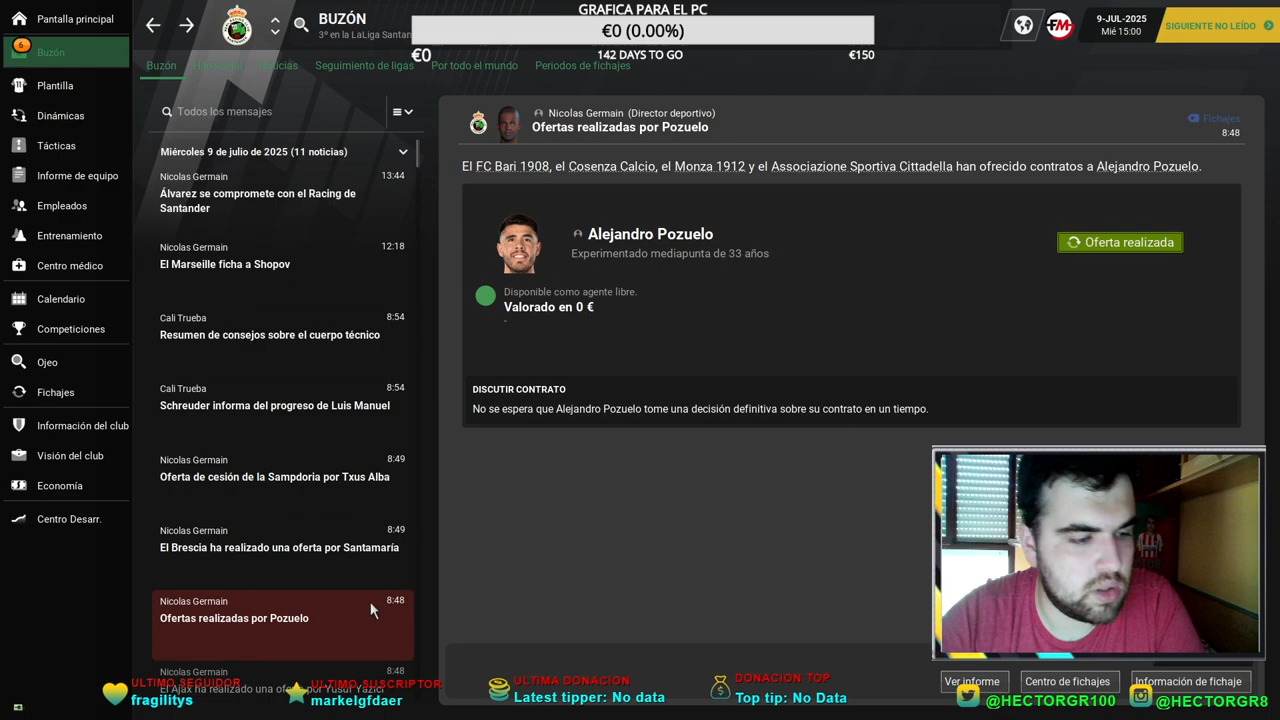 Pantalla principal
6
Buzón
Plantilla
Dinámicas
Tácticas
Informe de equipo
Empleados
Entrenamiento
Centro médico
Calendario
Competiciones
Ojeo
Fichajes
Información del club
Visión del club
Economía
Centro Desarr.
BUZÓN
3º en la LaLiga Santan
GRAFICA PARA EL PC
€0 (0.00%)
€0
142 DAYS TO GO
€150
FM
9-JUL-2025
Mié 15:00
SIGUIENTE NO LEÍDO
Buzón
Noticias
Seguimiento de ligas
Por todo el mundo
Periodos de fichajes
Todos los mensajes
Miércoles 9 de julio de 2025 (11 noticias)
Nicolas Germain 13:44
Álvarez se compromete con el Racing de
Santander
Nicolas Germain 12:18
El Marseille ficha a Shopov
Cali Trueba 8:54
Resumen de consejos sobre el cuerpo técnico
Cali Trueba 8:54
Schreuder informa del progreso de Luis Manuel
Nicolas Germain 8:49
Oferta de cesión de la Sampdoria por Txus Alba
Nicolas Germain 8:49
El Brescia ha realizado una oferta por Santamaría
Nicolas Germain 8:48
Ofertas realizadas por Pozuelo
Nicolas Germain 8:48
El Ajax ha realizado una oferta por Yusuf Yazici
Nicolas Germain (Director deportivo)
Ofertas realizadas por Pozuelo
Fichajes
8:48
El FC Bari 1908, el Cosenza Calcio, el Monza 1912 y el Associazione Sportiva Cittadella han ofrecido contratos a Alejandro Pozuelo.
Alejandro Pozuelo
Experimentado mediapunta de 33 años
Oferta realizada
Disponible como agente libre.
Valorado en 0 €
-
DISCUTIR CONTRATO
No se espera que Alejandro Pozuelo tome una decisión definitiva sobre su contrato en un tiempo.
Ver informe
Centro de fichajes
Información de fichaje
ULTIMO SEGUIDOR
fragilitys
ULTIMO SUSCRIPTOR
markelgfdaer
ULTIMA DONACION
Latest tipper: No data
DONACION TOP
Top tip: No Data
@HECTORGR100
@HECTORGR8